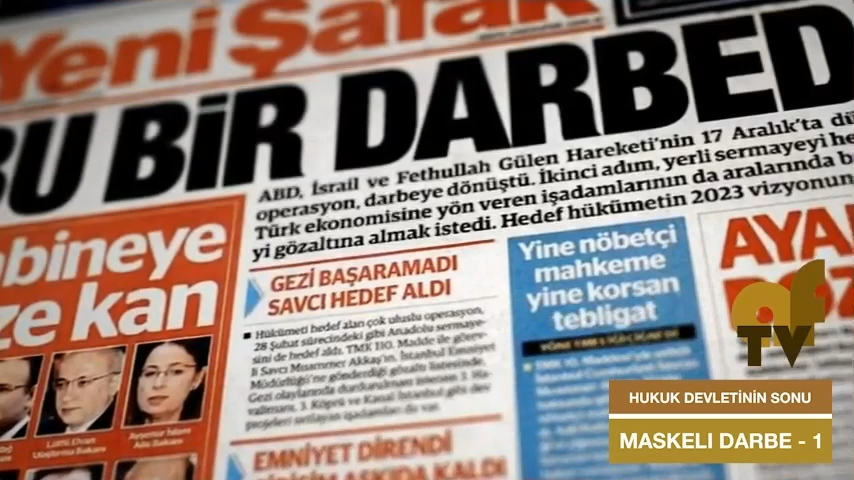 Yeni Şafak
BU BİR DARBED
ABD, İsrail ve Fethullah Gülen Hareketi'nin 17 Aralık'ta dü
operasyon, darbeye dönüştü. İkinci adım, yerli sermayeyi he
Türk ekonomisine yön veren işadamlarının da aralarında b
yi gözaltına almak istedi. Hedef hükümetin 2023 vizyonun
abineye
ze kan
GEZİ BAŞARAMADI
SAVCI HEDEF ALDI
Hükümeti hedef alan çok uluslu operasyon,
28 Şubat sürecindeki gibi Anadolu sermaye-
sini de hedef aldı. TMK 10. Madde ile görev-
li Savcı Muammer Akkaş'ın, İstanbul Emniyet
Müdürlüğü'ne gönderdiği gözaltı listesinde
Gezi olaylarında durdurulması istenen 3. Ha-
valimanı, 3. Köprü ve Kanal İstanbul gibi dev
projeleri üstlenen işadamları da var
EMNİYET DİRENDİ
ASKIDA KALDI
Yine nöbetçi
mahkeme
yine korsan
tebligat
AYA
Lütfi Elvan
Ulaştırma Bakanı
Ayşenur İslam
Aile Bakanı
af
TV
HUKUK DEVLETİNİN SONU
MASKELİ DARBE - 1